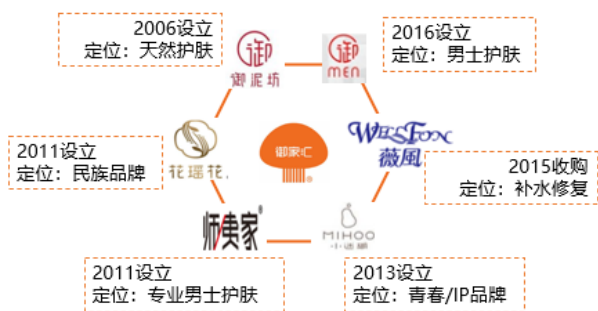 2006设立
定位：天然护肤
御
御泥坊
御
MEN
2016设立
定位：男士护肤
2011设立
定位：民族品牌
花瑶花
御家汇
®
WEISFON
薇風
2015收购
定位：补水修复
师夷家®
MIHOO
小迷糊
2011设立
定位：专业男士护肤
2013设立
定位：青春/IP品牌